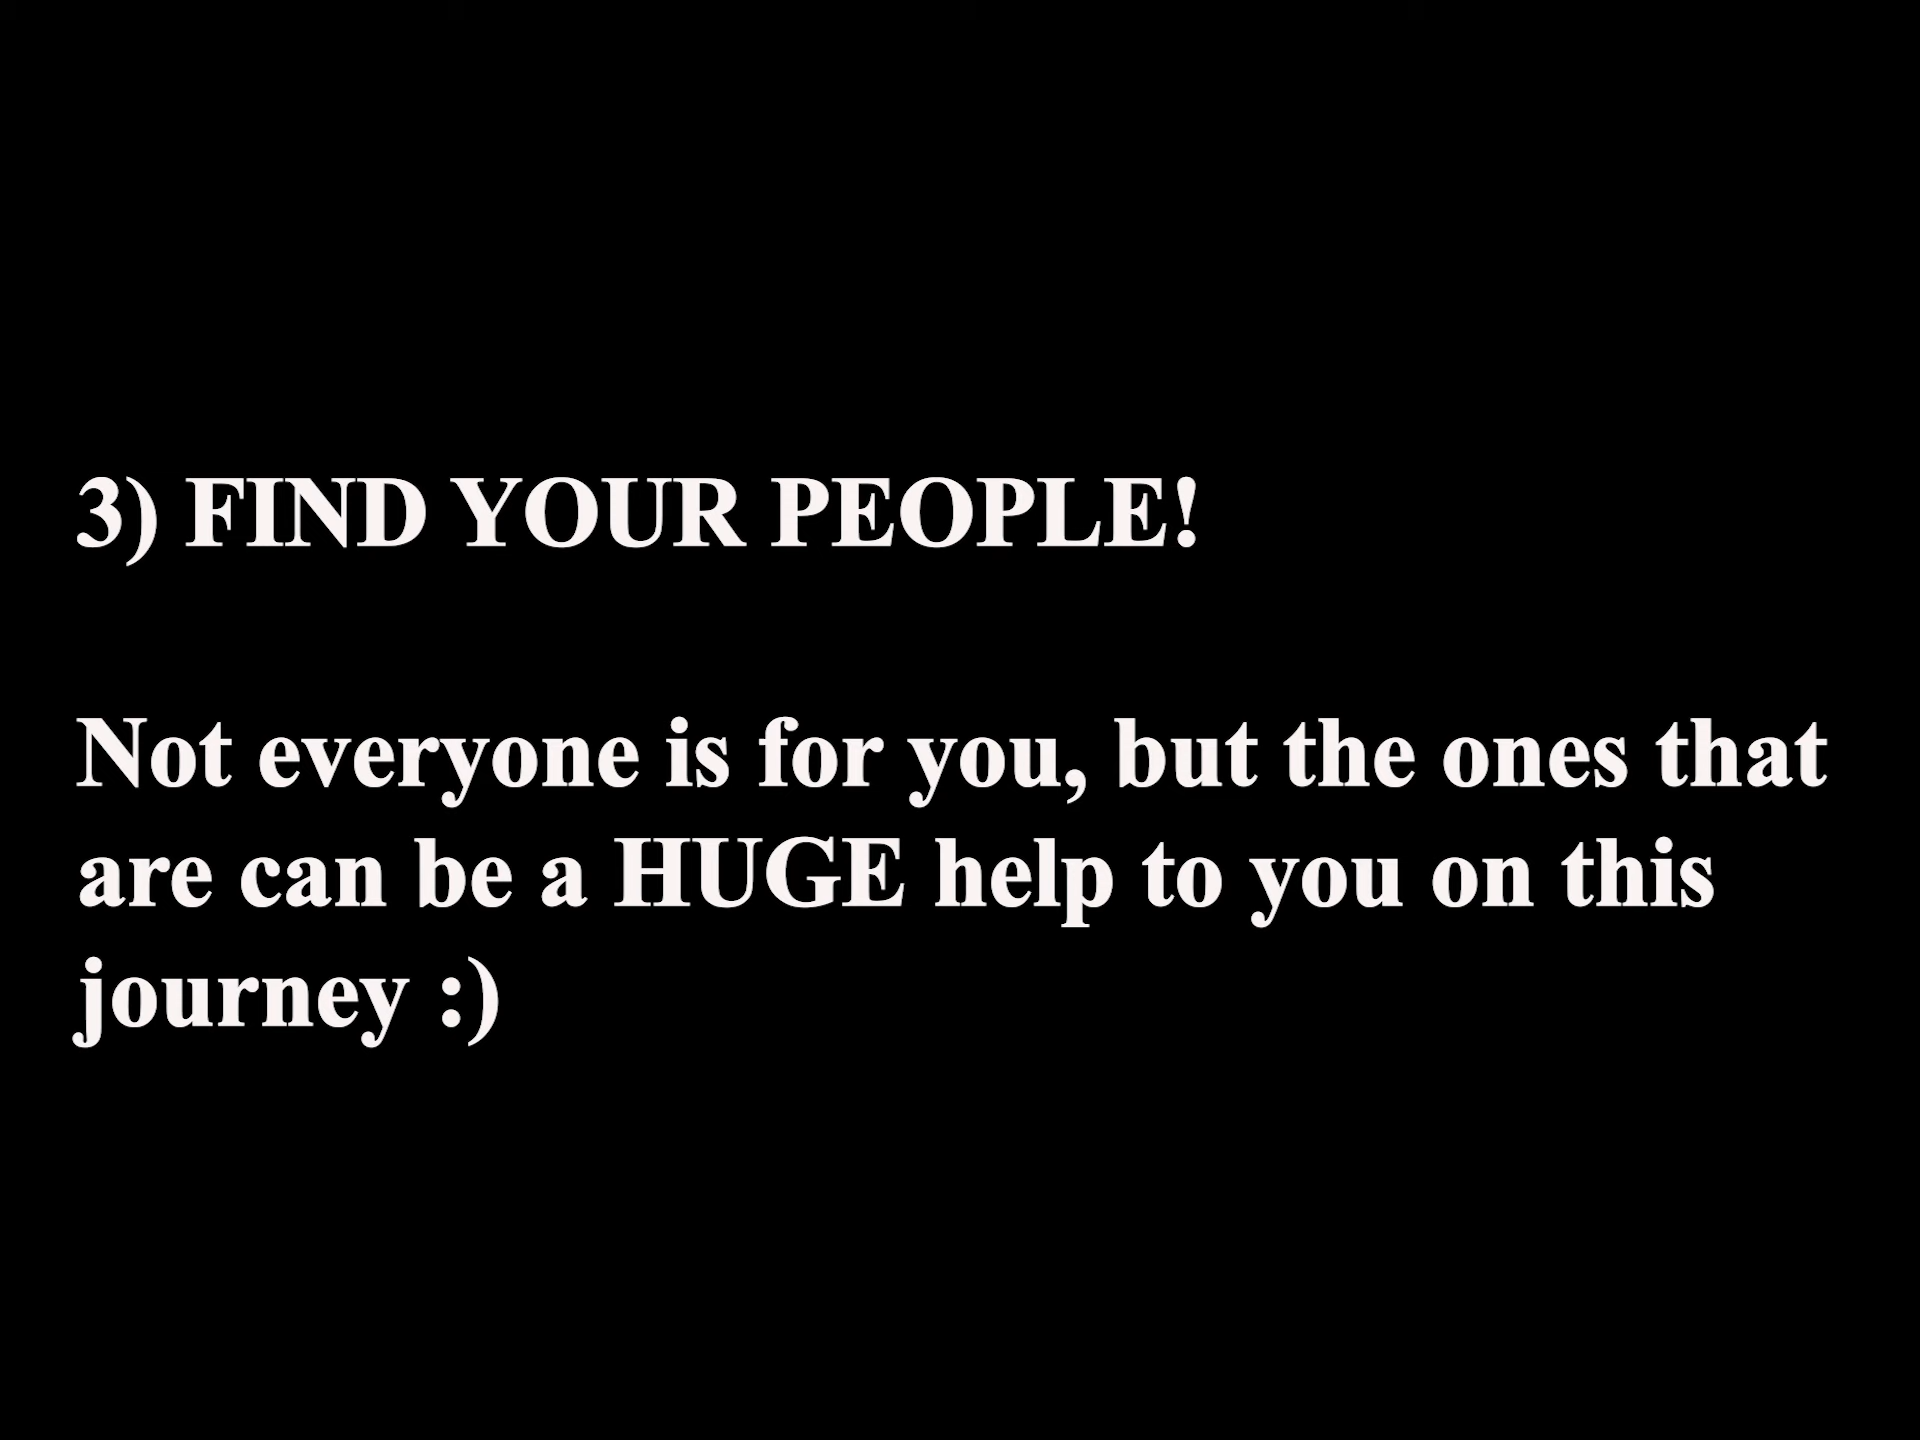 3) FIND YOUR PEOPLE!
Not everyone is for you, but the ones that
are can be a HUGE help to you on this
journey :)